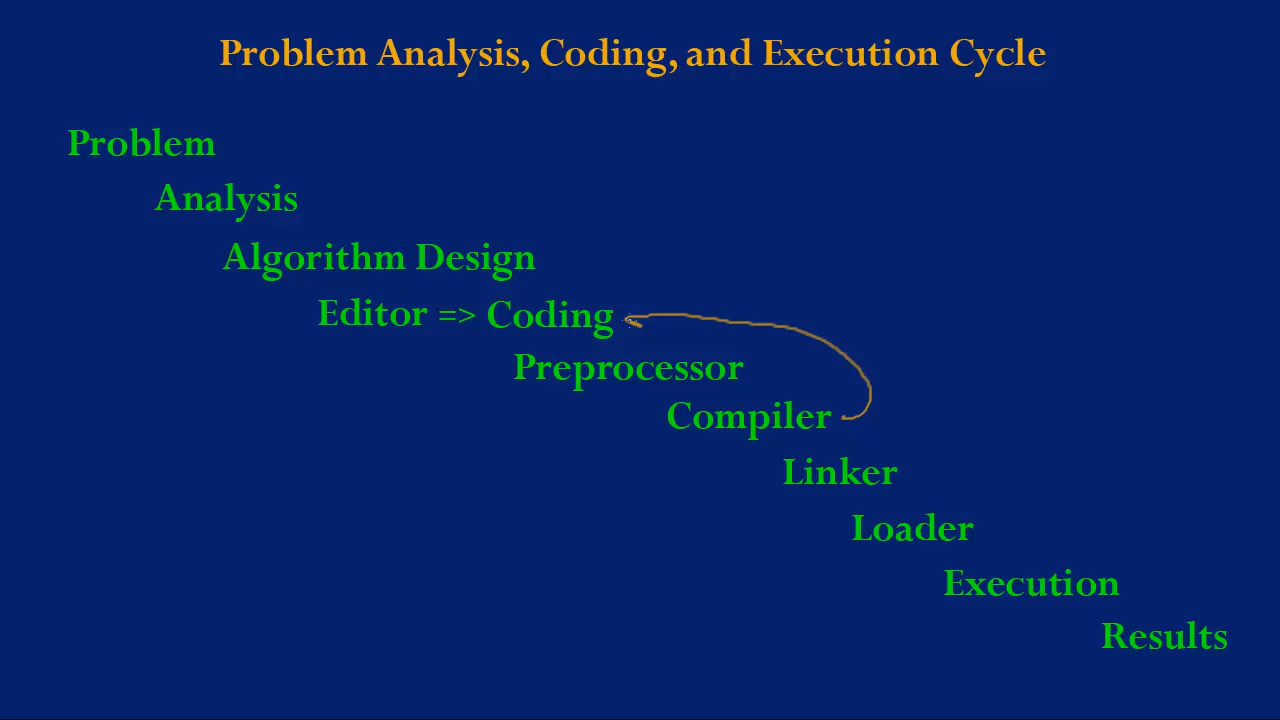 Problem Analysis, Coding, and Execution Cycle
Problem
Analysis
Algorithm Design
Editor => Coding
Preprocessor
Compiler
Linker
Loader
Execution
Results